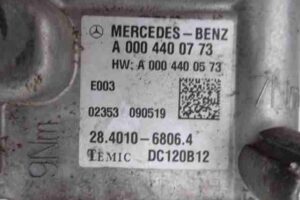 MERCEDES-BENZ
A 000 440 07 73
HW: A 000 440 05 73
E003
02353 090519
28.4010-6806.4
TEMIC DC120B12
9Nm